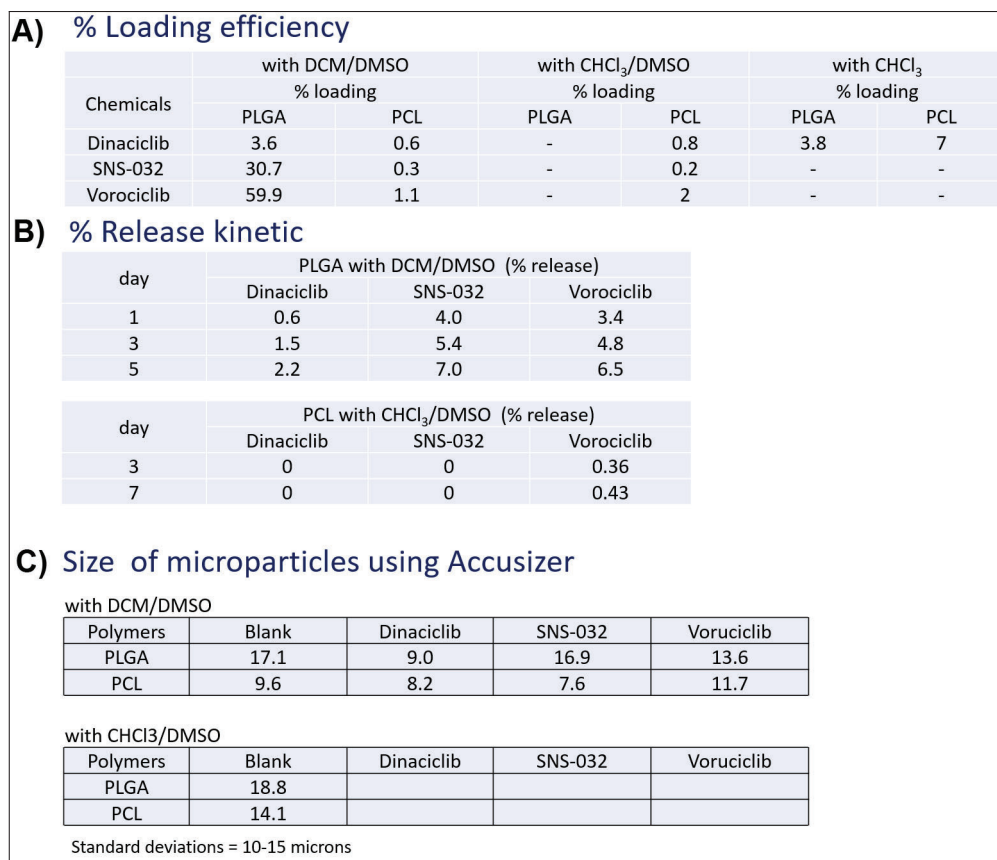 A) % Loading efficiency
with DCM/DMSO with CHCl₃/DMSO with CHCl₃
Chemicals % loading % loading % loading
PLGA PCL PLGA PCL PLGA PCL
Dinaciclib 3.6 0.6 - 0.8 3.8 7
SNS-032 30.7 0.3 - 0.2 - -
Vorociclib 59.9 1.1 - 2 - -
B) % Release kinetic
day PLGA with DCM/DMSO (% release)
Dinaciclib SNS-032 Vorociclib
1 0.6 4.0 3.4
3 1.5 5.4 4.8
5 2.2 7.0 6.5
day PCL with CHCl₃/DMSO (% release)
Dinaciclib SNS-032 Vorociclib
3 0 0 0.36
7 0 0 0.43
C) Size of microparticles using Accusizer
with DCM/DMSO
Polymers Blank Dinaciclib SNS-032 Voruciclib
PLGA 17.1 9.0 16.9 13.6
PCL 9.6 8.2 7.6 11.7
with CHCl3/DMSO
Polymers Blank Dinaciclib SNS-032 Voruciclib
PLGA 18.8
PCL 14.1
Standard deviations = 10-15 microns